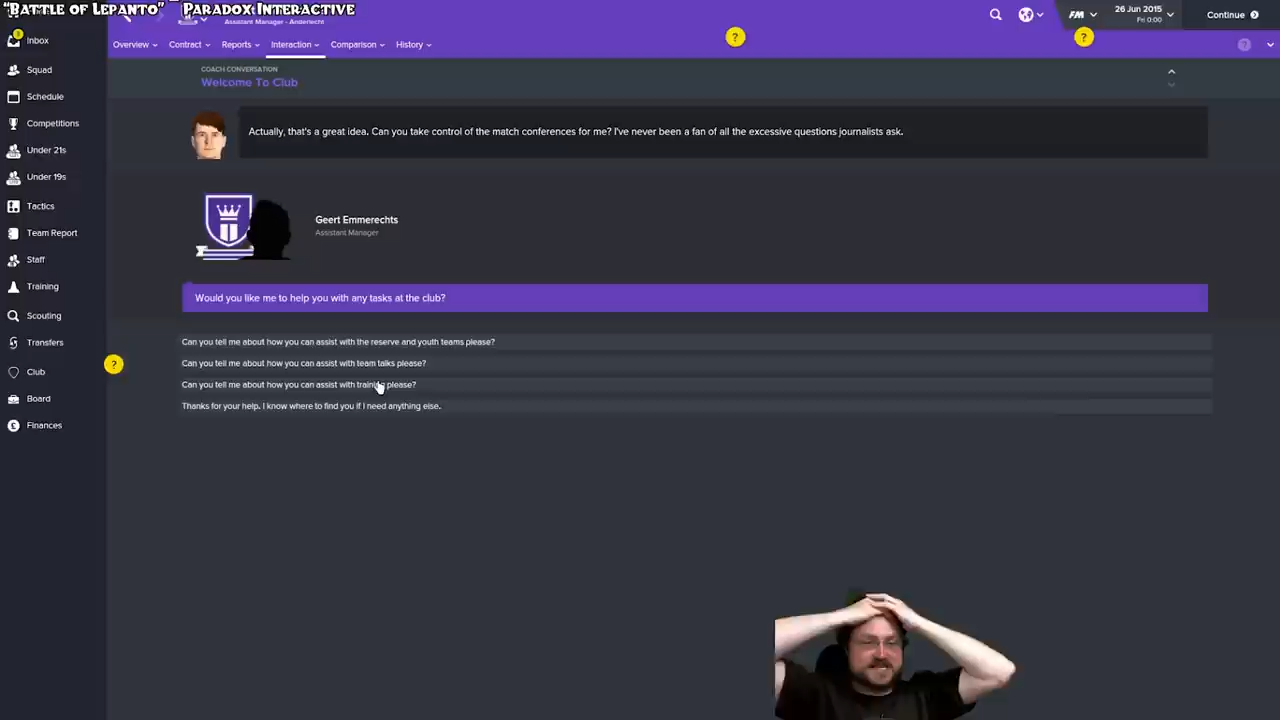 "Battle of Lepanto" – Paradox Interactive
Assistant Manager - Anderlecht
26 Jun 2015
Fri 0:00
FM
Continue
1
Inbox
Overview
Contract
Reports
Interaction
Comparison
History
?
?
?
Squad
COACH CONVERSATION
Welcome To Club
Schedule
Competitions
Actually, that's a great idea. Can you take control of the match conferences for me? I've never been a fan of all the excessive questions journalists ask.
Under 21s
Under 19s
Tactics
Geert Emmerechts
Assistant Manager
Team Report
Staff
Training
Would you like me to help you with any tasks at the club?
Scouting
Transfers
Can you tell me about how you can assist with the reserve and youth teams please?
?
Can you tell me about how you can assist with team talks please?
Club
Can you tell me about how you can assist with training please?
Board
Thanks for your help. I know where to find you if I need anything else.
Finances